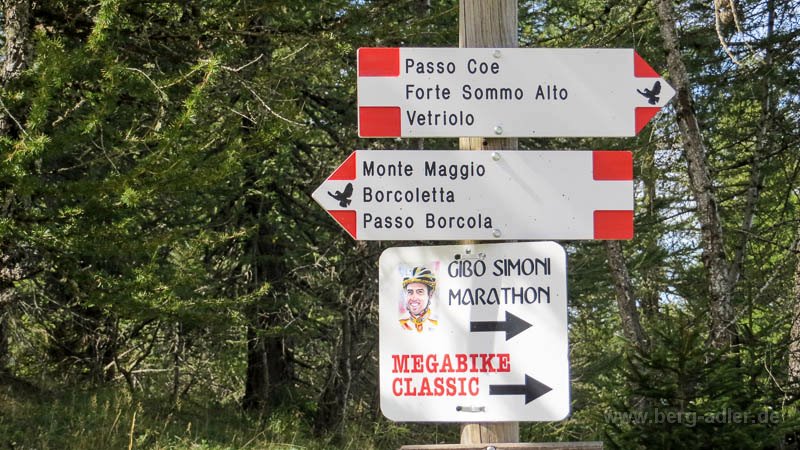 Passo Coe
Forte Sommo Alto
Vetriolo
Monte Maggio
Borcoletta
Passo Borcola
GIBO SIMONI
MARATHON
MEGABIKE
CLASSIC
www.berg-adler.de